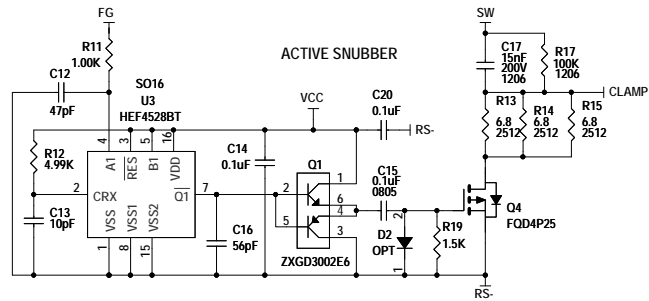 FG
SW
R11
1.00K
ACTIVE SNUBBER
C17
15nF
200V
1206
R17
100K
1206
C12
47pF
SO16
U3
HEF4528BT
C20
0.1uF
RS-
VCC
CLAMP
R13
6.8
2512
R14
6.8
2512
R15
6.8
2512
4
3
5
16
A1
RES
B1
VDD
R12
4.99K
C14
0.1uF
Q1
1
C15
0.1uF
0805
2
CRX
Q1
7
2
6
4
5
3
2
Q4
FQD4P25
C13
10pF
VSS
VSS1
VSS2
1
8
15
C16
56pF
D2
OPT
1
R19
1.5K
ZXGD3002E6
RS-